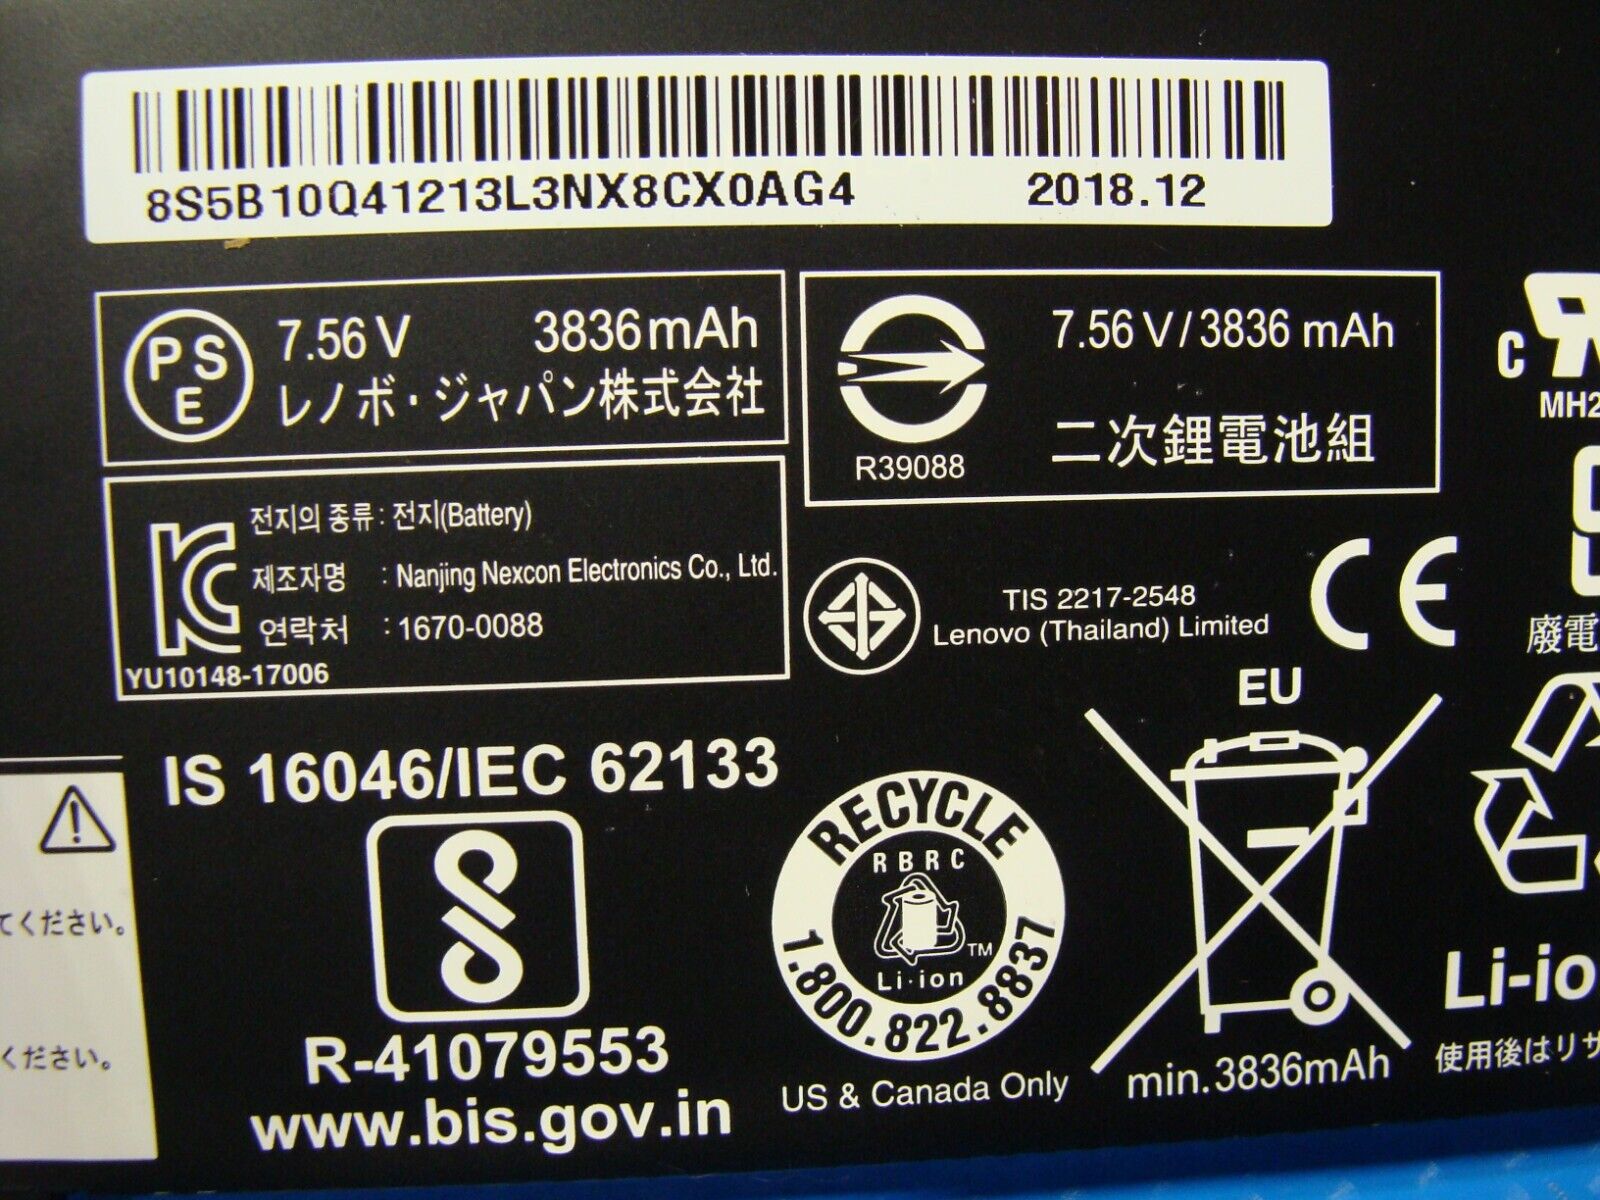 8S5B10Q41213L3NX8CX0AG4 2018.12
PSE 7.56V 3836mAh
レノボ・ジャパン株式会社
7.56V/3836 mAh
二次鋰電池組
R39088
c
MH2
전지의 종류: 전지(Battery)
제조자명 : Nanjing Nexcon Electronics Co., Ltd.
연락처 : 1670-0088
YU10148-17006
TIS 2217-2548
Lenovo (Thailand) Limited
CE
廢電
EU
IS 16046/IEC 62133
RECYCLE
RBRC
TM
Li-ion
1.800.822.8837
US & Canada Only
min.3836mAh
Li-io
使用後はリサ
てください。
ください。
R-41079553
www.bis.gov.in